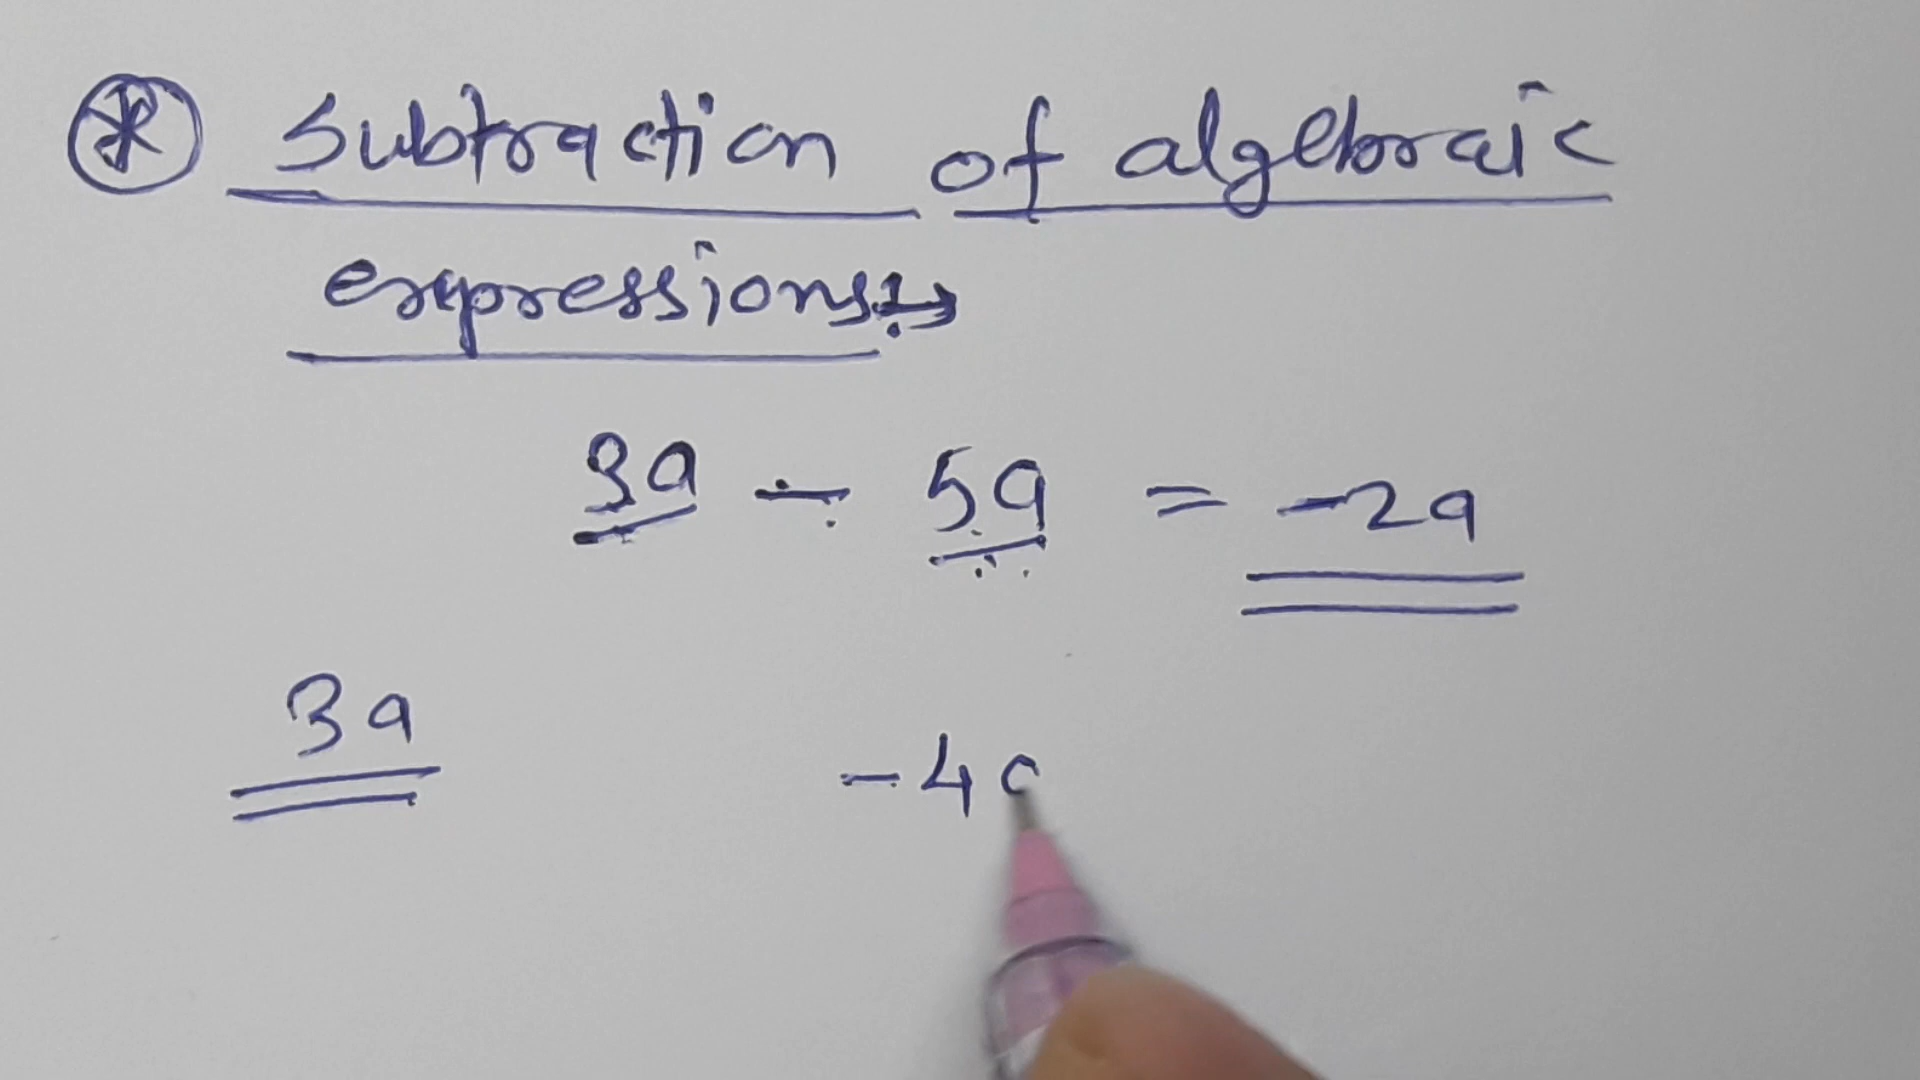 Subtraction of algebraic
expressions:→
3a - 5a = -2a
3a -4a